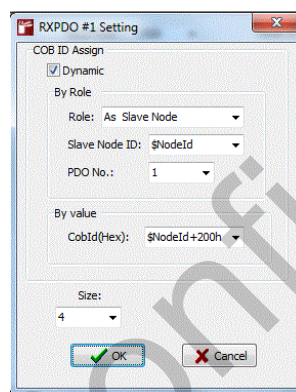 RXPDO #1 Setting
COB ID Assign
Dynamic
By Role
Role: As Slave Node
Slave Node ID: $NodeId
PDO No.: 1
By value
CobId(Hex): $NodeId+200h
Size:
4
OK Cancel